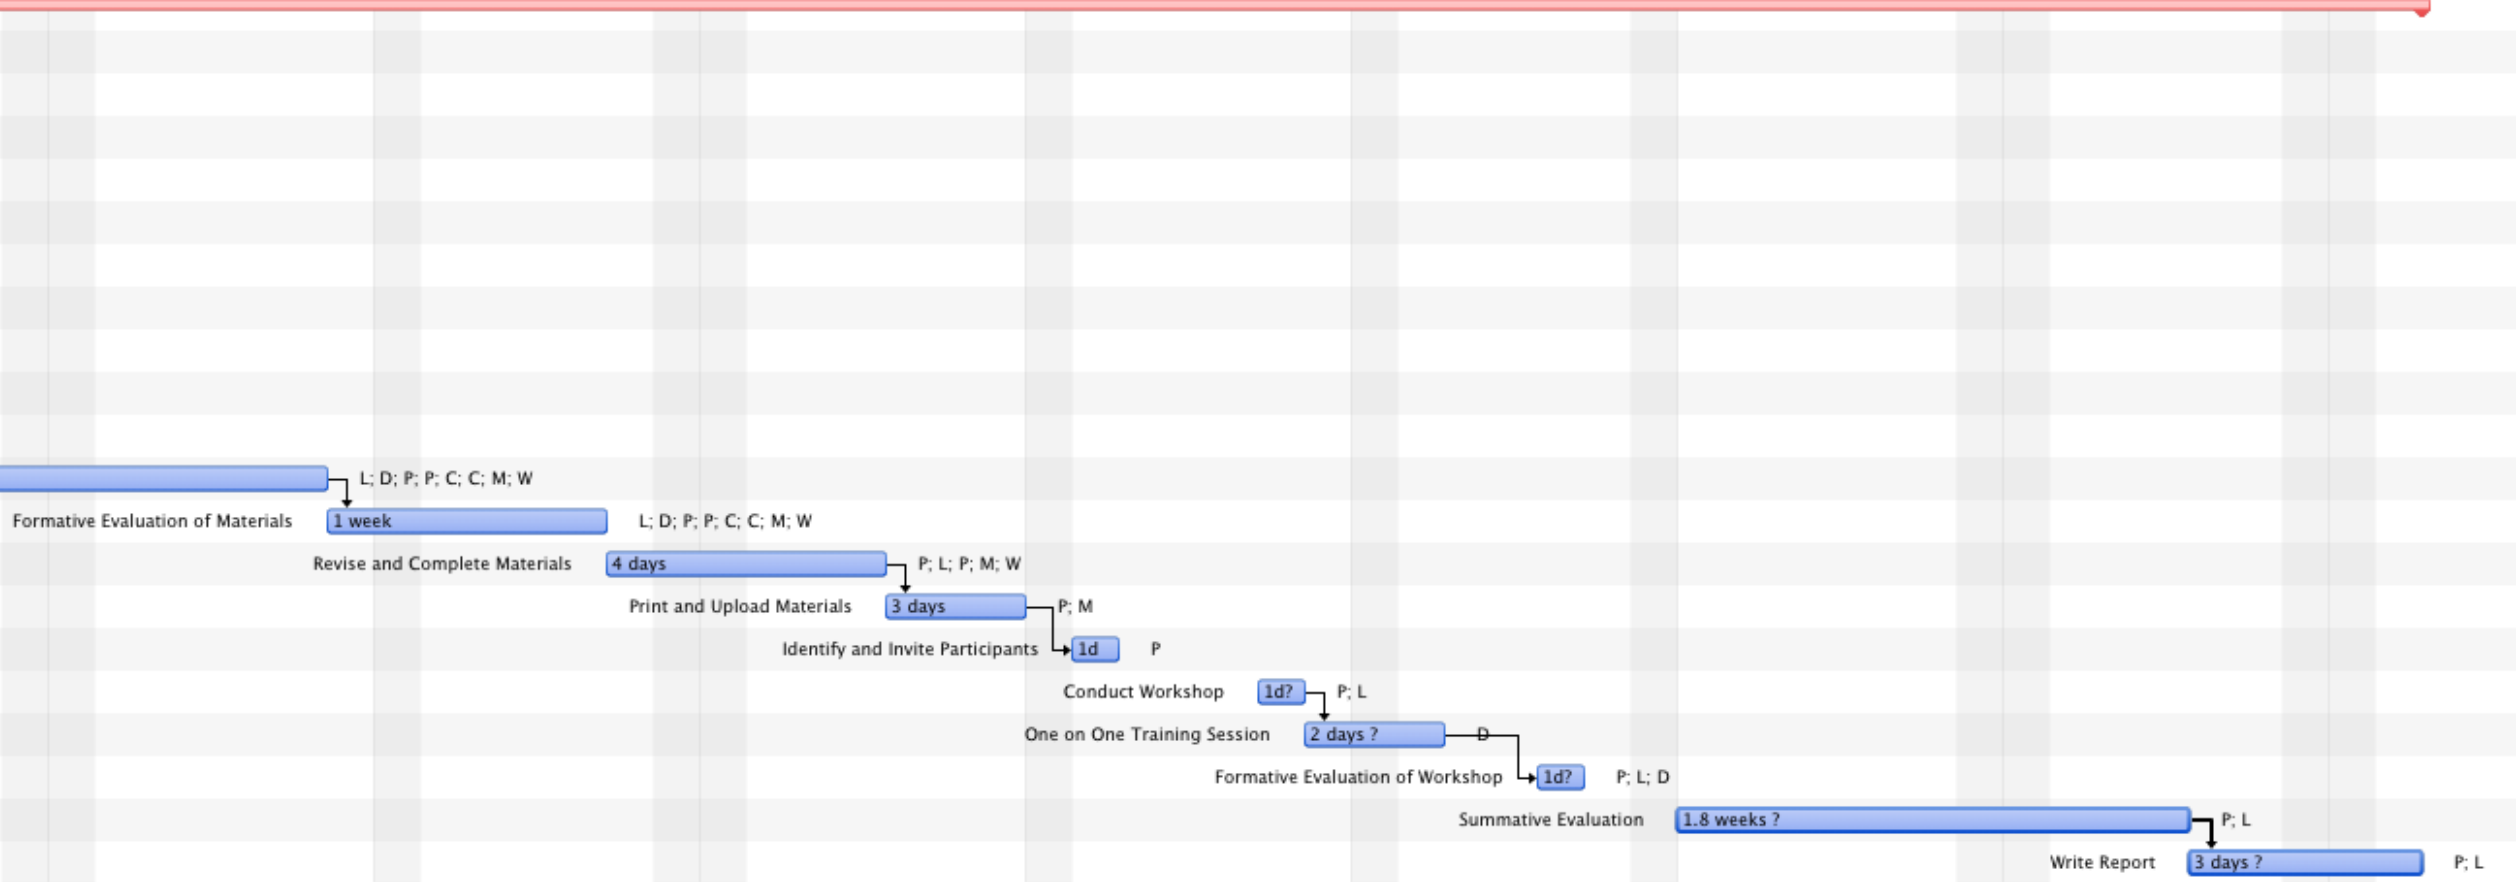 L; D; P; P; C; C; M; W
Formative Evaluation of Materials 1 week L; D; P; P; C; C; M; W
Revise and Complete Materials 4 days P; L; P; M; W
Print and Upload Materials 3 days P; M
Identify and Invite Participants 1d P
Conduct Workshop 1d? P; L
One on One Training Session 2 days ? D
Formative Evaluation of Workshop 1d? P; L; D
Summative Evaluation 1.8 weeks ? P; L
Write Report 3 days ? P; L